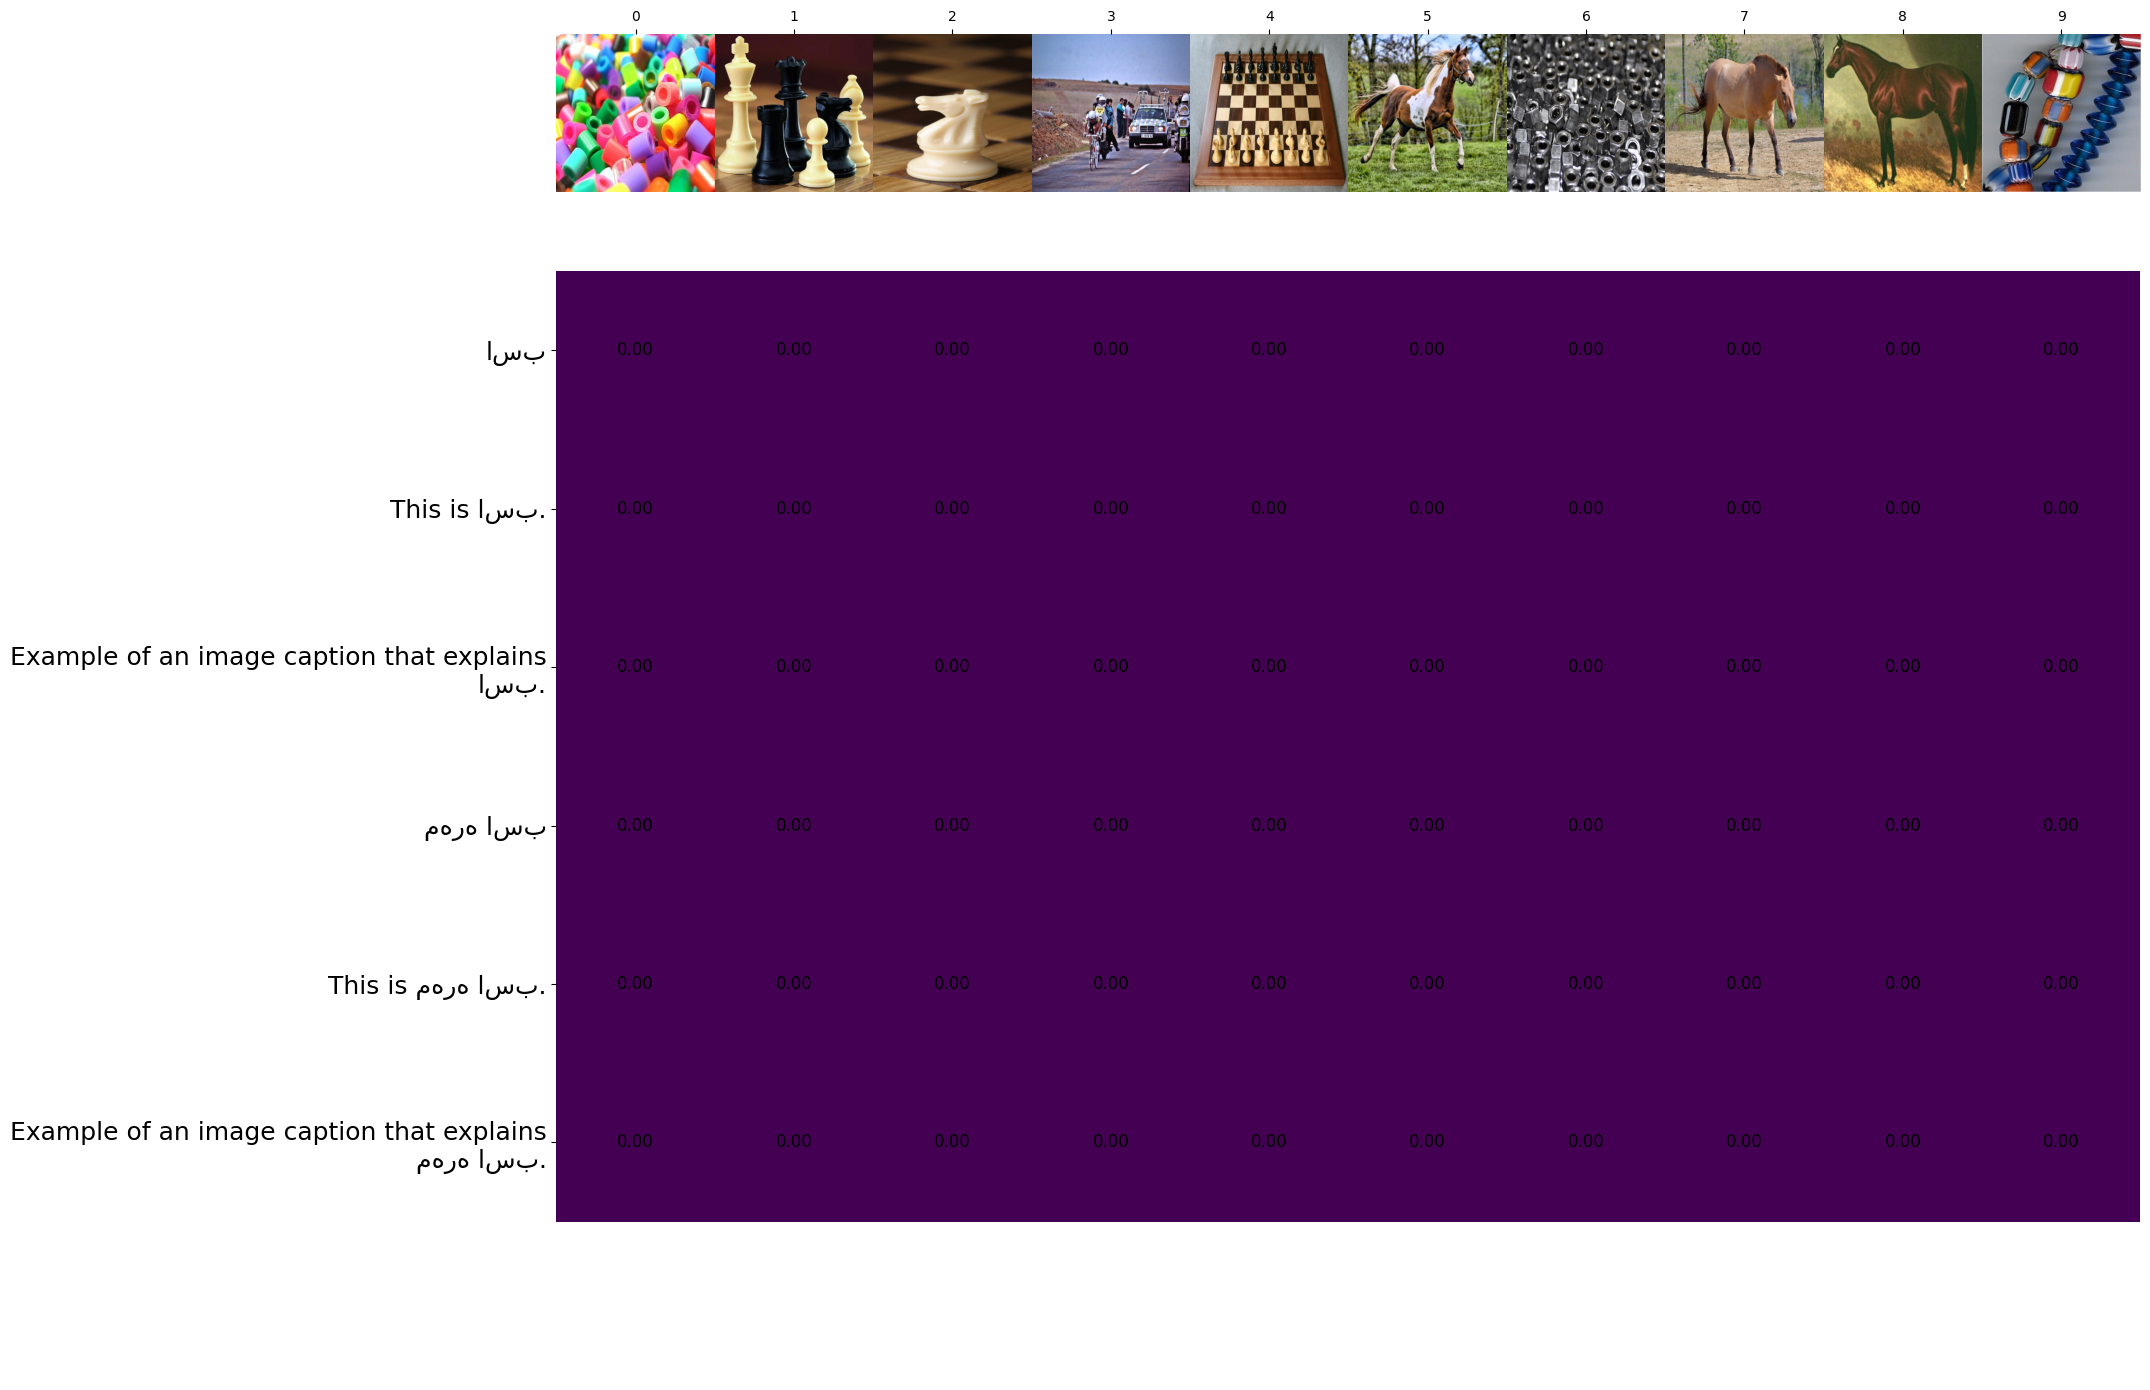 0 1 2 3 4 5 6 7 8 9
اسب 0.00 0.00 0.00 0.00 0.00 0.00 0.00 0.00 0.00 0.00
This is اسب. 0.00 0.00 0.00 0.00 0.00 0.00 0.00 0.00 0.00 0.00
Example of an image caption that explains
اسب. 0.00 0.00 0.00 0.00 0.00 0.00 0.00 0.00 0.00 0.00
مهره اسب 0.00 0.00 0.00 0.00 0.00 0.00 0.00 0.00 0.00 0.00
This is مهره اسب. 0.00 0.00 0.00 0.00 0.00 0.00 0.00 0.00 0.00 0.00
Example of an image caption that explains
مهره اسب. 0.00 0.00 0.00 0.00 0.00 0.00 0.00 0.00 0.00 0.00